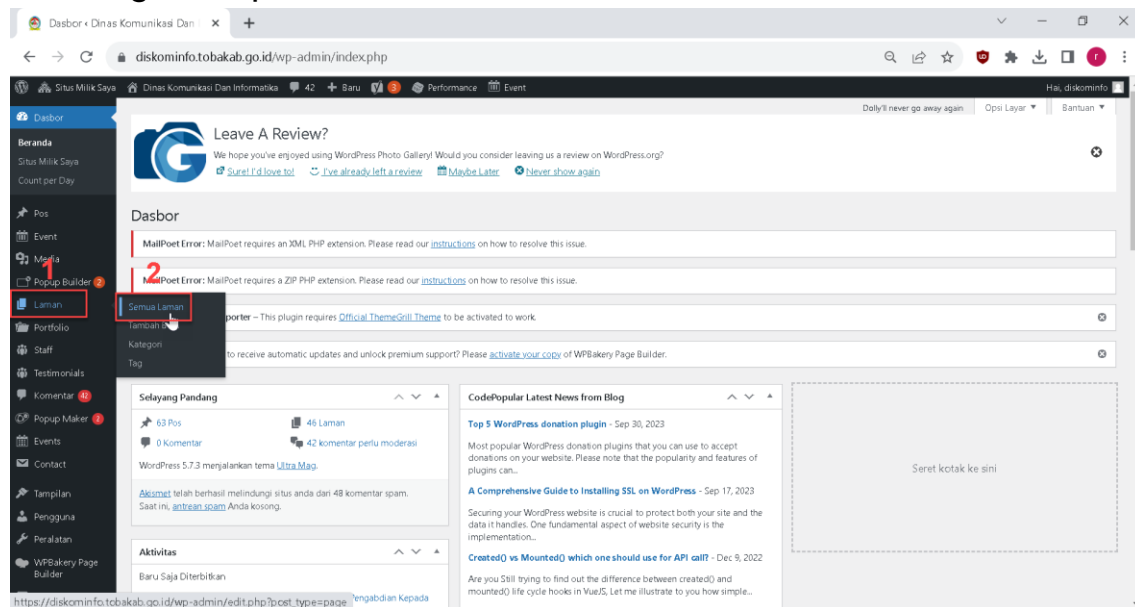 Dasbor ‹ Dinas Komunikasi Dan
diskominfo.tobakab.go.id/wp-admin/index.php
Situs Milik Saya Dinas Komunikasi Dan Informatika 42 + Baru 3 Performance Event Hai, diskominfo
Dolly'll never go away again Opsi Layar ▼ Bantuan ▼
Dasbor
Beranda
Situs Milik Saya
Count per Day
Pos
Event
Media
Popup Builder 2
Laman
Portfolio
Staff
Testimonials
Komentar 42
Popup Maker
Events
Contact
Tampilan
Pengguna
Peralatan
WPBakery Page
Builder
1
2
Semua Laman
Tambah
Kategori
Tag
Leave A Review?
We hope you've enjoyed using WordPress Photo Gallery! Would you consider leaving us a review on WordPress.org?
Sure! I'd love to! I've already left a review Maybe Later Never show again
Dasbor
MailPoet Error: MailPoet requires an XML PHP extension. Please read our instructions on how to resolve this issue.
MailPoet Error: MailPoet requires a ZIP PHP extension. Please read our instructions on how to resolve this issue.
porter – This plugin requires Official ThemeGrill Theme to be activated to work.
to receive automatic updates and unlock premium support? Please activate your copy of WPBakery Page Builder.
Selayang Pandang
63 Pos 46 Laman
0 Komentar 42 komentar perlu moderasi
WordPress 5.7.3 menjalankan tema Ultra Mag.
Akismet telah berhasil melindungi situs anda dari 48 komentar spam.
Saat ini, antrean spam Anda kosong.
Aktivitas
Baru Saja Diterbitkan
Pengabdian Kepada
CodePopular Latest News from Blog
Top 5 WordPress donation plugin - Sep 30, 2023
Most popular WordPress donation plugins that you can use to accept
donations on your website. Please note that the popularity and features of
plugins can...
A Comprehensive Guide to Installing SSL on WordPress - Sep 17, 2023
Securing your WordPress website is crucial to protect both your site and the
data it handles. One fundamental aspect of website security is the
implementation...
Created() vs Mounted() which one should use for API call? - Dec 9, 2022
Are you Still trying to find out the difference between created() and
mounted() life cycle hooks in VueJS, Let me illustrate to you how simple...
Seret kotak ke sini
https://diskominfo.tobakab.go.id/wp-admin/edit.php?post_type=page